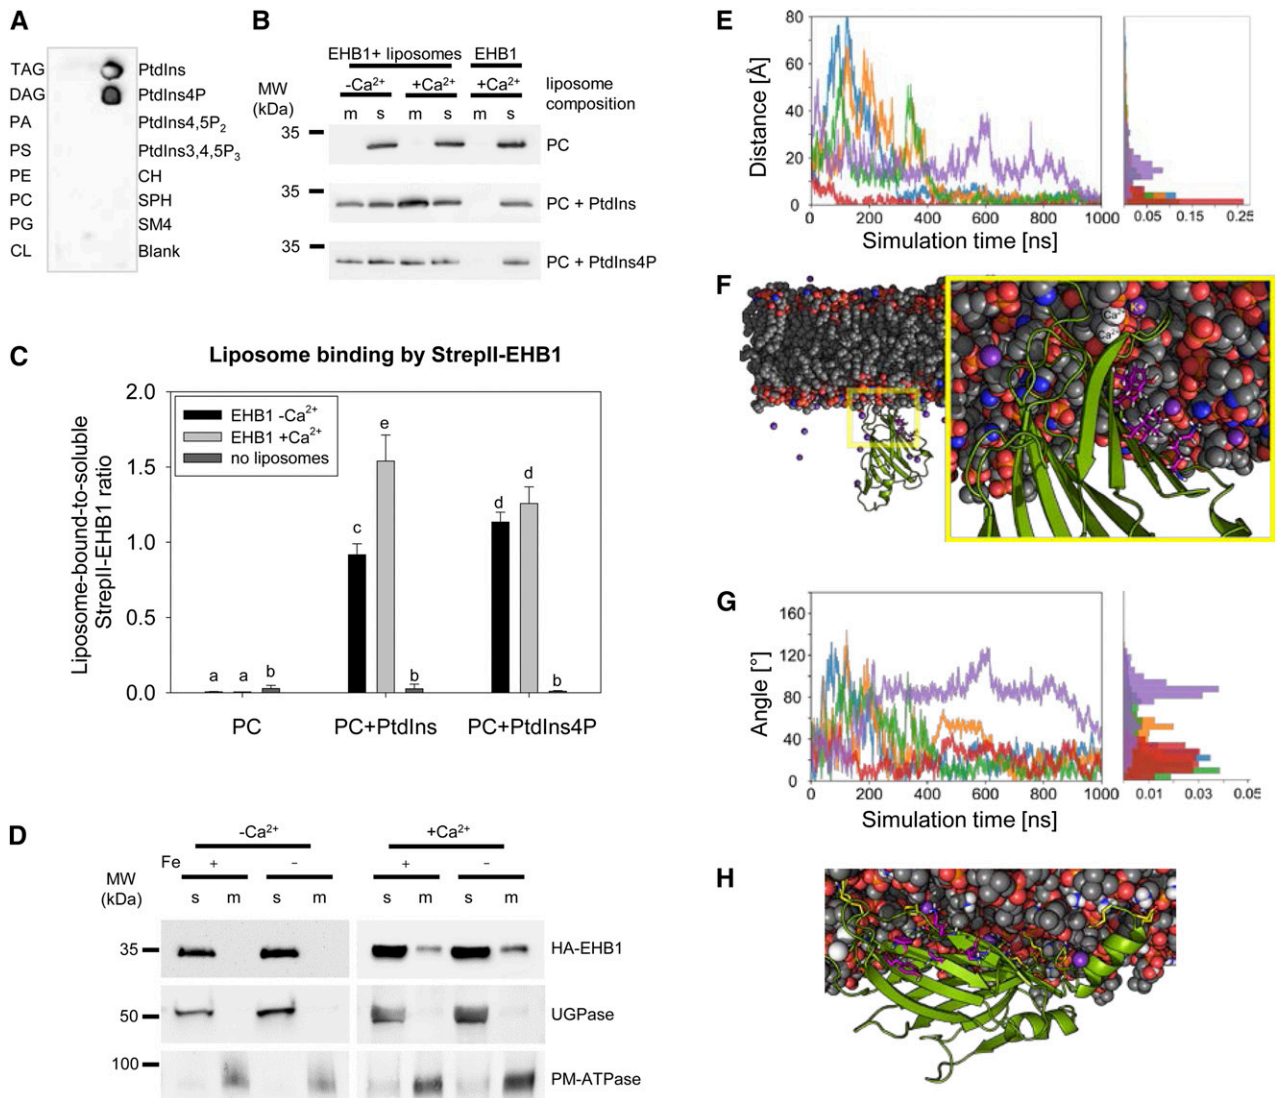 A
TAG PtdIns
DAG PtdIns4P
PA PtdIns4,5P₂
PS PtdIns3,4,5P₃
PE CH
PC SPH
PG SM4
CL Blank
B
EHB1+ liposomes EHB1
-Ca²⁺ +Ca²⁺ +Ca²⁺ liposome composition
MW (kDa)
m s m s m s
35 PC
35 PC + PtdIns
35 PC + PtdIns4P
C
Liposome binding by StrepII-EHB1
Liposome-bound-to-soluble
StrepII-EHB1 ratio
2.0
1.5
1.0
0.5
0.0
EHB1 -Ca²⁺
EHB1 +Ca²⁺
no liposomes
a a b
c e b
d d b
PC PC+PtdIns PC+PtdIns4P
D
-Ca²⁺ +Ca²⁺
Fe + − + −
MW (kDa)
s m s m s m s m
35 HA-EHB1
50 UGPase
100 PM-ATPase
E
Distance [Å]
80
60
40
20
0
0 200 400 600 800 1000
Simulation time [ns]
0.05 0.15 0.25
F
Ca²⁺ K+
Ca²⁺
G
Angle [°]
160
120
80
40
0
0 200 400 600 800 1000
Simulation time [ns]
0.01 0.03 0.05
H